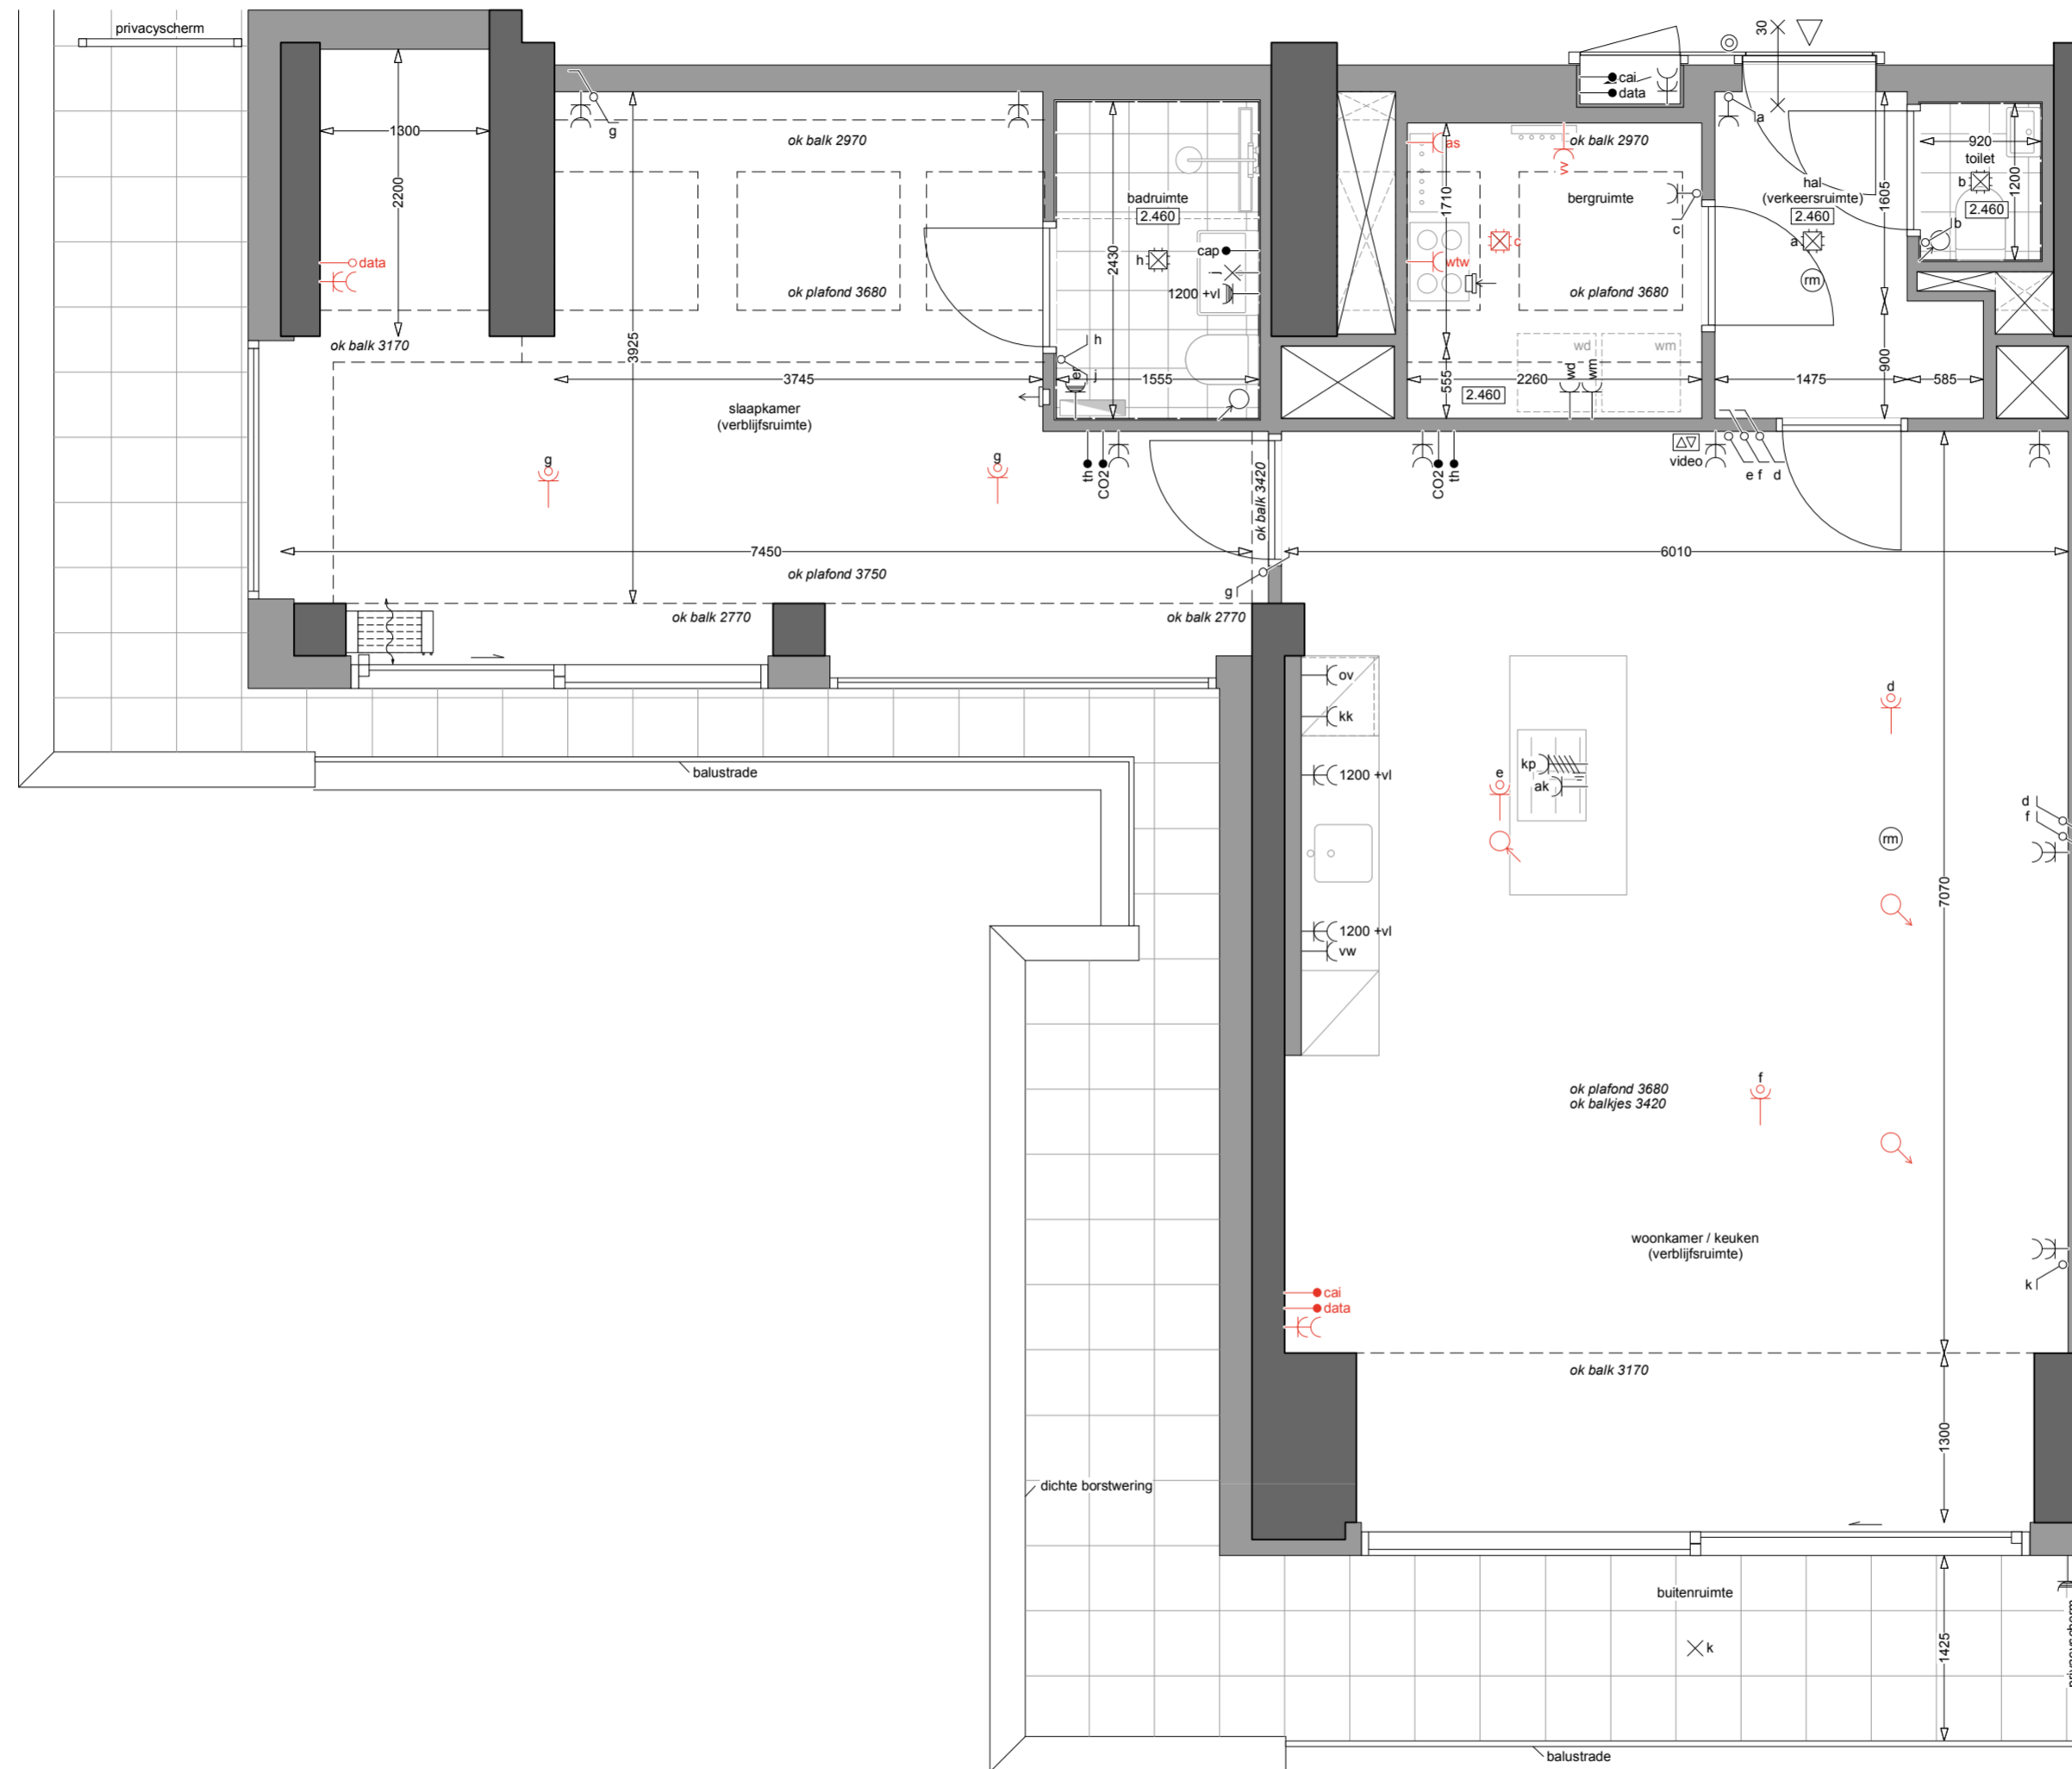 privacyscherm
30
cai
data
g
a
1300
ok balk 2970
as
ok balk 2970
920
toilet
vv
2200
1710
badruimte
2.460
bergruimte
hal
(verkeersruimte)
2.460
1605
b
1200
2.460
c
b
data
2430
h
cap
j
1200 +vl
wtw
c
a
rm
ok plafond 3680
ok plafond 3680
ok balk 3170
3925
h
j
wd
wm
3745
1555
555
2.460
2260
wd
wm
1475
900
585
slaapkamer
(verblijfsruimte)
g
g
th
CO2
ok balk 3420
CO2
th
video
e f d
7450
6010
ok plafond 3750
g
ok balk 2770
ok balk 2770
ov
kk
d
balustrade
1200 +vl
e
kp
ak
d
f
rm
7070
1200 +vl
vw
ok plafond 3680
ok balkjes 3420
f
woonkamer / keuken
(verblijfsruimte)
k
cai
data
ok balk 3170
1300
dichte borstwering
buitenruimte
k
1425
privacyscherm
balustrade